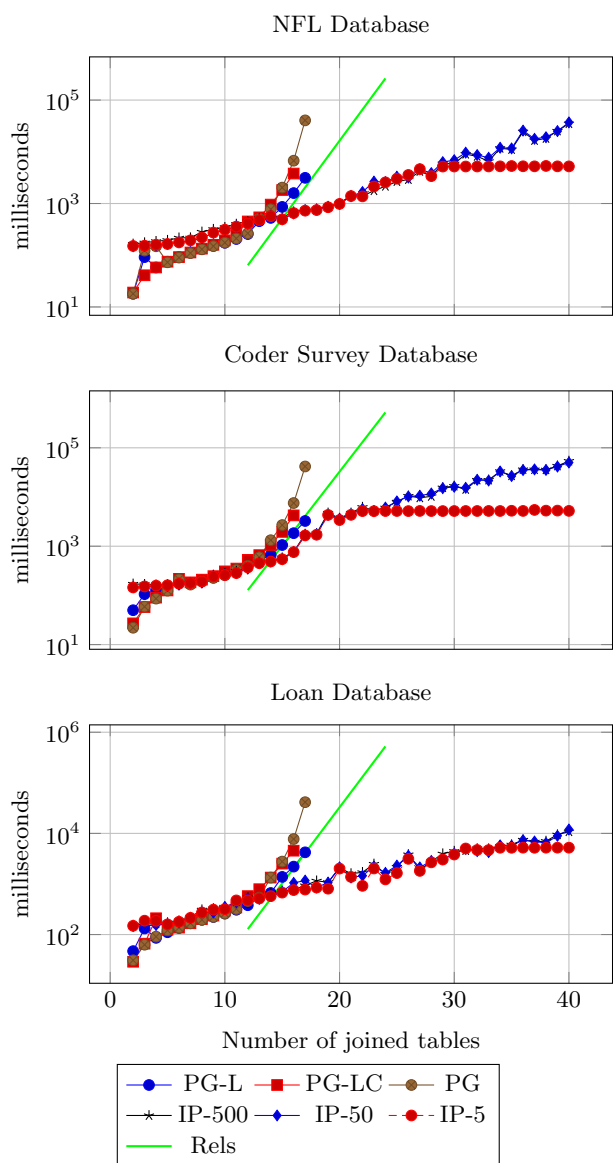 NFL Database
milliseconds
10^5
10^3
10^1
Coder Survey Database
milliseconds
10^5
10^3
10^1
Loan Database
milliseconds
10^6
10^4
10^2
0 10 20 30 40
Number of joined tables
PG-L PG-LC PG
IP-500 IP-50 IP-5
Rels